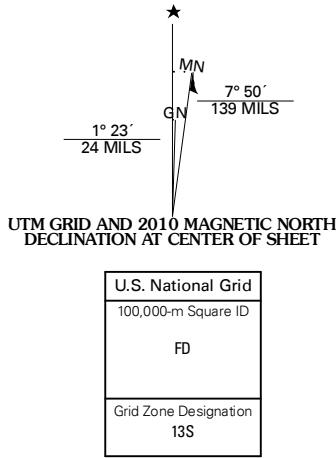 ★
MN
7° 50´
139 MILS
GN
1° 23´
24 MILS
UTM GRID AND 2010 MAGNETIC NORTH
DECLINATION AT CENTER OF SHEET
U.S. National Grid
100,000-m Square ID
FD
Grid Zone Designation
13S